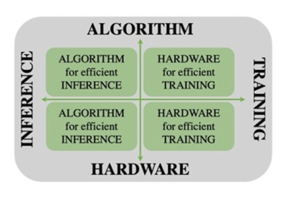 ALGORITHM
INFERENCE
ALGORITHM
for efficient
INFERENCE
HARDWARE
for efficient
TRAINING
TRAINING
ALGORITHM
for efficient
INFERENCE
HARDWARE
for efficient
TRAINING
HARDWARE